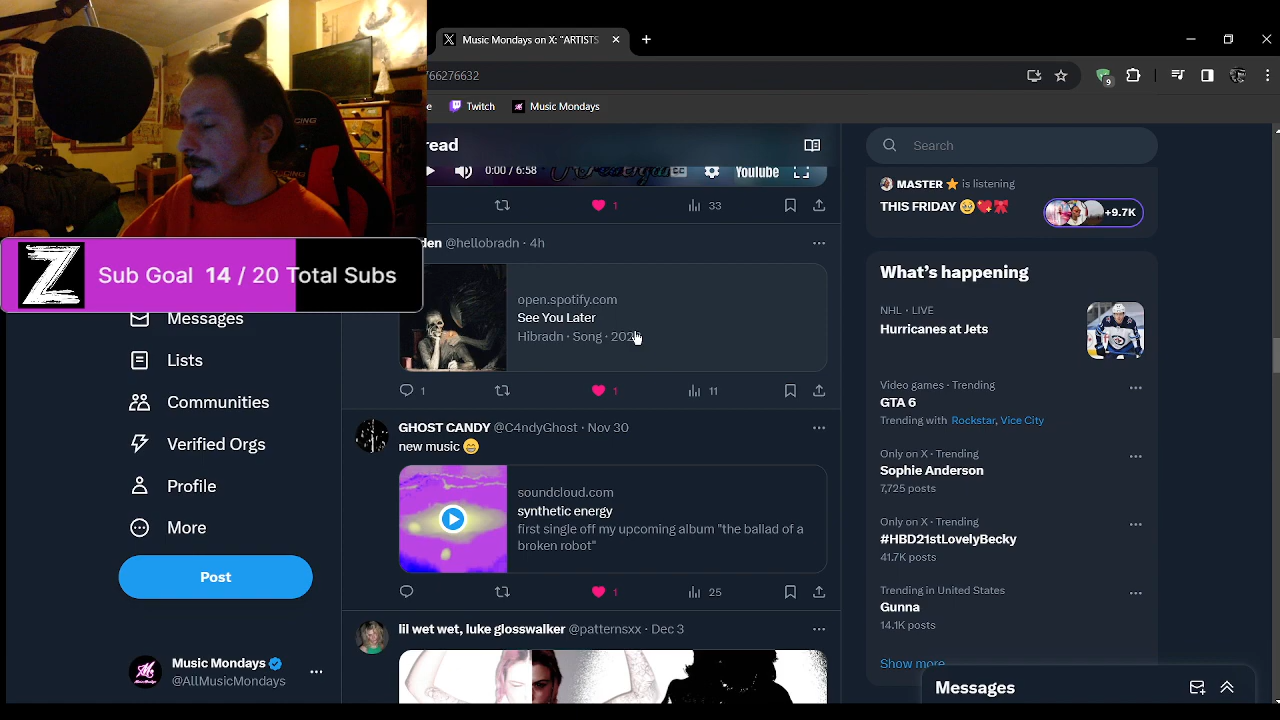 Music Mondays on X: "ARTISTS
766276632
Twitch
Music Mondays
read
0:00 / 6:58
CC
Youtube
Search
MASTER ⭐ is listening
THIS FRIDAY 🥹💖🎀
+9.7K
1
33
den @hellobradn · 4h
open.spotify.com
See You Later
Hibradn · Song · 202
1
1
11
Sub Goal 14 / 20 Total Subs
Messages
Lists
Communities
Verified Orgs
Profile
More
Post
Music Mondays
@AllMusicMondays
GHOST CANDY @C4ndyGhost · Nov 30
new music 😁
soundcloud.com
synthetic energy
first single off my upcoming album "the ballad of a
broken robot"
1
25
lil wet wet, luke glosswalker @patternsxx · Dec 3
What's happening
NHL · LIVE
Hurricanes at Jets
Video games · Trending
GTA 6
Trending with Rockstar, Vice City
Only on X · Trending
Sophie Anderson
7,725 posts
Only on X · Trending
#HBD21stLovelyBecky
41.7K posts
Trending in United States
Gunna
14.1K posts
Show more
Messages